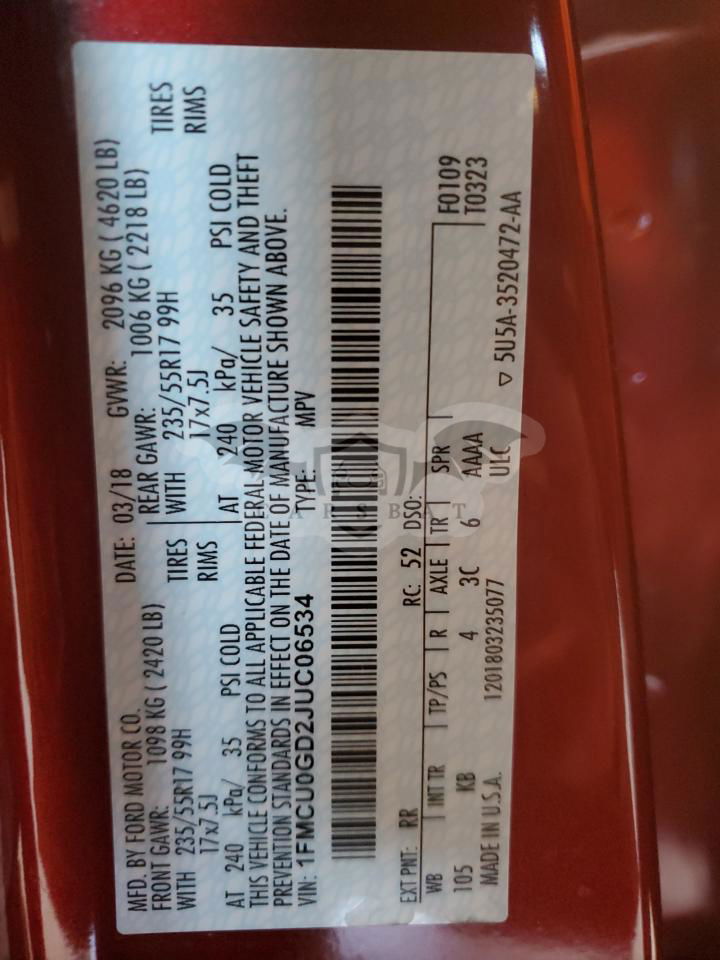 MFD. BY FORD MOTOR CO. DATE: 03/18 GVWR: 2096 KG ( 4620 LB)
FRONT GAWR: 1098 KG ( 2420 LB) REAR GAWR: 1006 KG ( 2218 LB)
WITH 235/55R17 99H TIRES WITH 235/55R17 99H TIRES
17x7.5J RIMS 17x7.5J RIMS
AT 240 kPa/ 35 PSI COLD AT 240 kPa/ 35 PSI COLD
THIS VEHICLE CONFORMS TO ALL APPLICABLE FEDERAL MOTOR VEHICLE SAFETY AND THEFT
PREVENTION STANDARDS IN EFFECT ON THE DATE OF MANUFACTURE SHOWN ABOVE.
VIN: 1FMCU0GD2JUC06534 TYPE: MPV
ARSBAT
EXT PNT: RR RC: 52 DSO:
WB INT TR TP/PS R AXLE TR SPR F0109
105 KB 4 3C 6 AAAA T0323
MADE IN U.S.A. 1201803235077 ULC
5U5A-3520472-AA